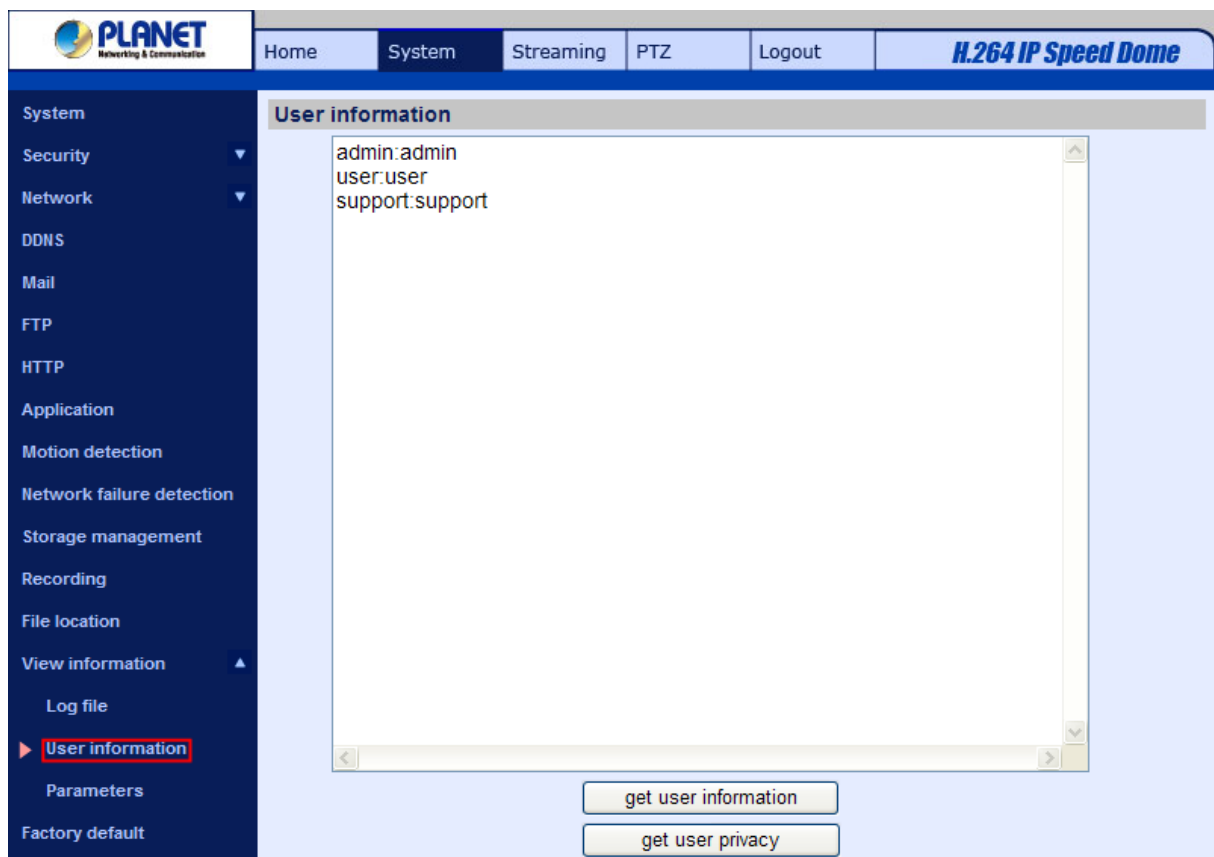 PLANET
Networking & Communication
Home System Streaming PTZ Logout H.264 IP Speed Dome
System
Security
Network
DDNS
Mail
FTP
HTTP
Application
Motion detection
Network failure detection
Storage management
Recording
File location
View information
Log file
User information
Parameters
Factory default
User information
admin:admin
user:user
support:support
get user information
get user privacy